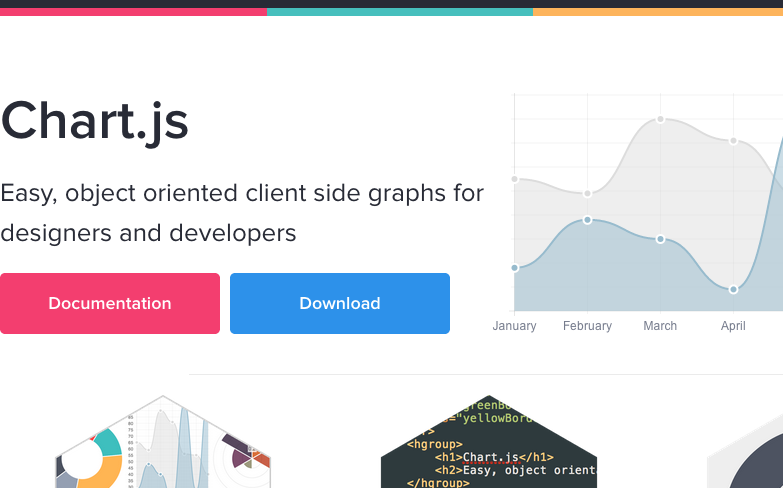 Chart.js
Easy, object oriented client side graphs for
designers and developers
Documentation
Download
January February March April
"yellowBor
<hgroup>
<h1>Chart.js</h1>
<h2>Easy, object orient
</hgroup>